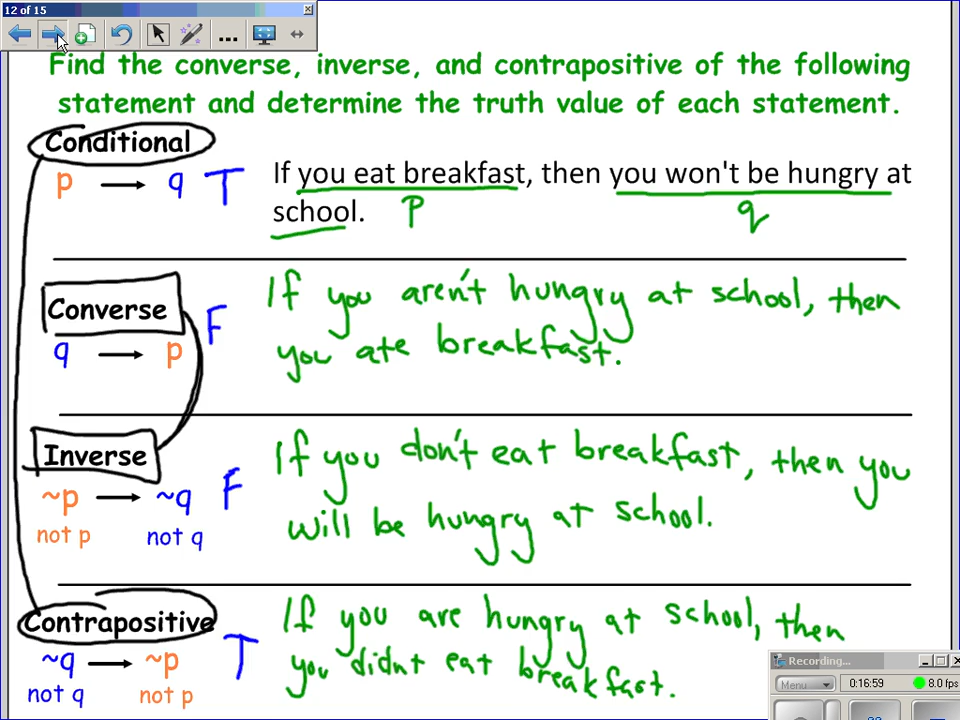 12 of 15
Find the converse, inverse, and contrapositive of the following
statement and determine the truth value of each statement.
Conditional
p → q T
If you eat breakfast, then you won't be hungry at
school.
p q
Converse
F
q → p
If you aren't hungry at school, then
you ate breakfast.
Inverse
~p → ~q F
not p not q
If you don't eat breakfast, then you
will be hungry at school.
Contrapositive
~q → ~p T
not q not p
If you are hungry at school, then
you didnt eat breakfast.
Recording...
Menu 0:16:59 8.0 fps